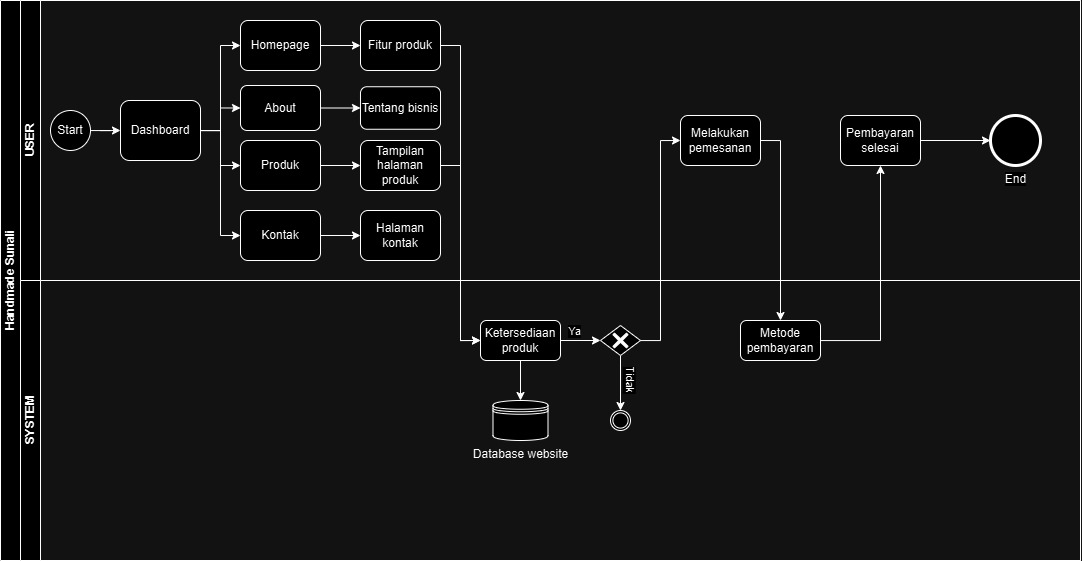 Handmade Sunali
USER
Start
Dashboard
Homepage
Fitur produk
About
Tentang bisnis
Produk
Tampilan
halaman
produk
Kontak
Halaman
kontak
Melakukan
pemesanan
Pembayaran
selesai
End
SYSTEM
Ketersediaan
produk
Ya
Tidak
Database website
Metode
pembayaran